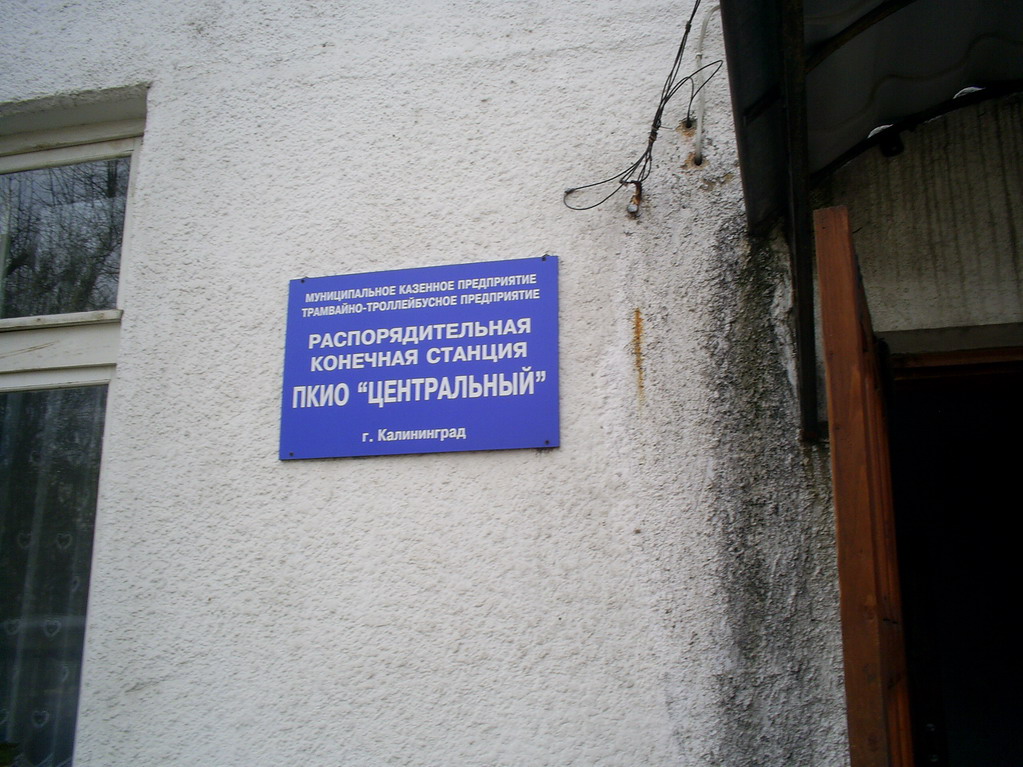 МУНИЦИПАЛЬНОЕ КАЗЕННОЕ ПРЕДПРИЯТИЕ
ТРАМВАЙНО-ТРОЛЛЕЙБУСНОЕ ПРЕДПРИЯТИЕ
РАСПОРЯДИТЕЛЬНАЯ
КОНЕЧНАЯ СТАНЦИЯ
ПКИО “ЦЕНТРАЛЬНЫЙ”
г. Калининград